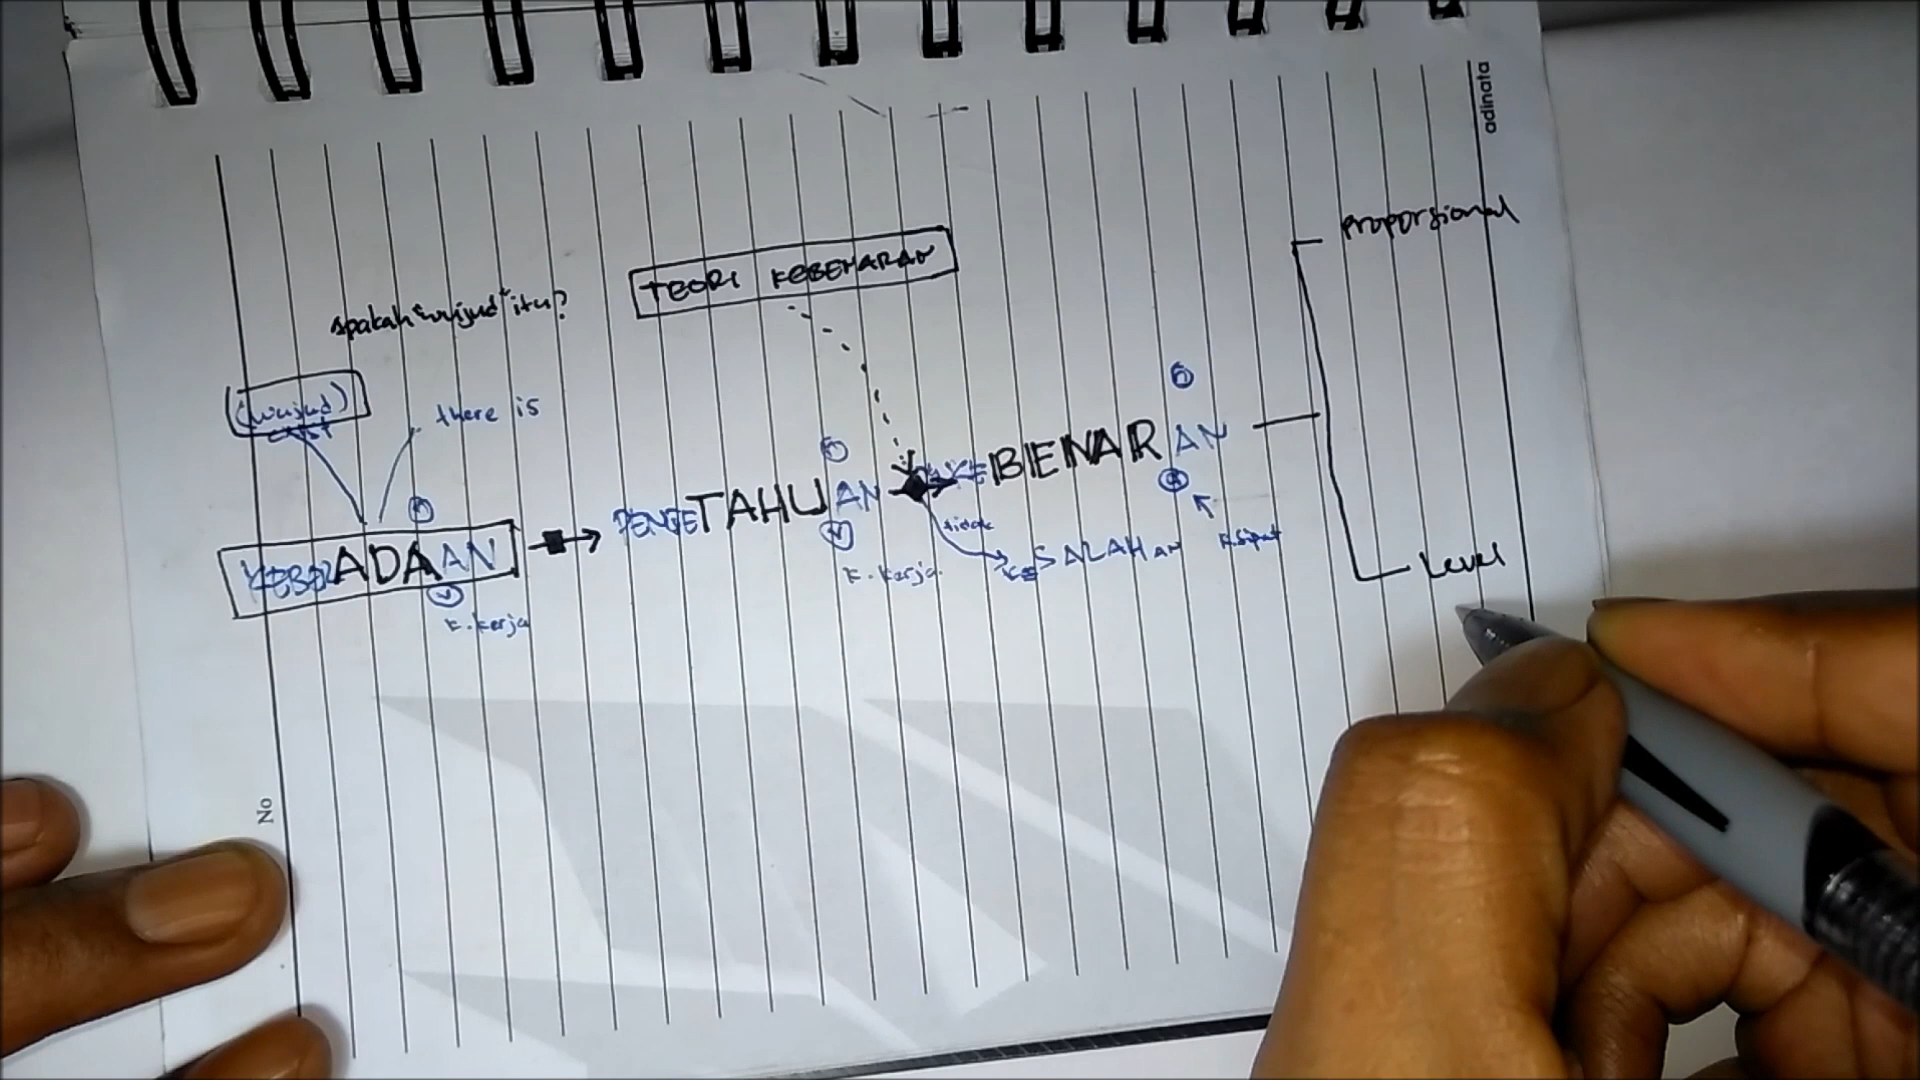 adinata
proporsional
TEORI KEBENARAN
apakah "wujud" itu?
(wujud)
exist
there is
KEBENARAN
PENGETAHUAN
KEBERADAAN
tidak
KESALAHAN
K. sifat
K. kerja
K. kerja
Level
No